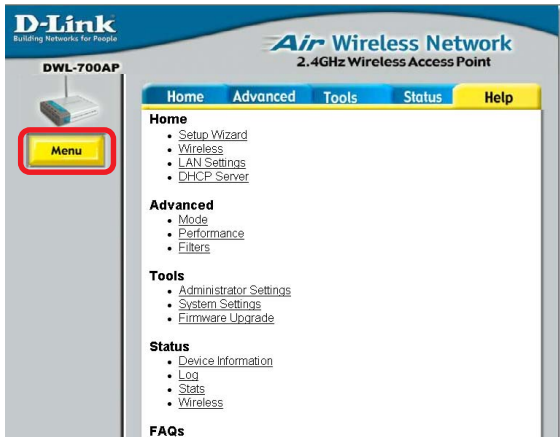 D-Link
Building Networks for People
Air Wireless Network
2.4GHz Wireless Access Point
DWL-700AP
Home Advanced Tools Status Help
Menu
Home
• Setup Wizard
• Wireless
• LAN Settings
• DHCP Server
Advanced
• Mode
• Performance
• Filters
Tools
• Administrator Settings
• System Settings
• Firmware Upgrade
Status
• Device Information
• Log
• Stats
• Wireless
FAQs